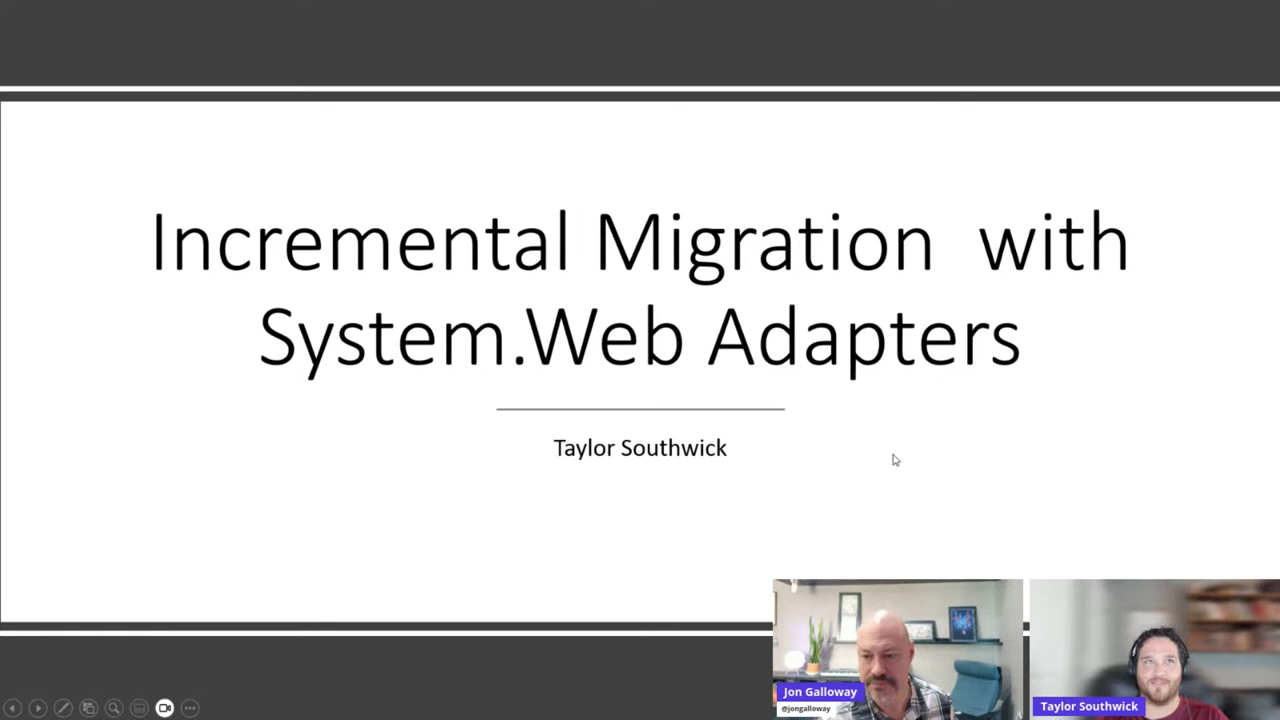 Incremental Migration with
System.Web Adapters
Taylor Southwick
Jon Galloway
@jongalloway
Taylor Southwick